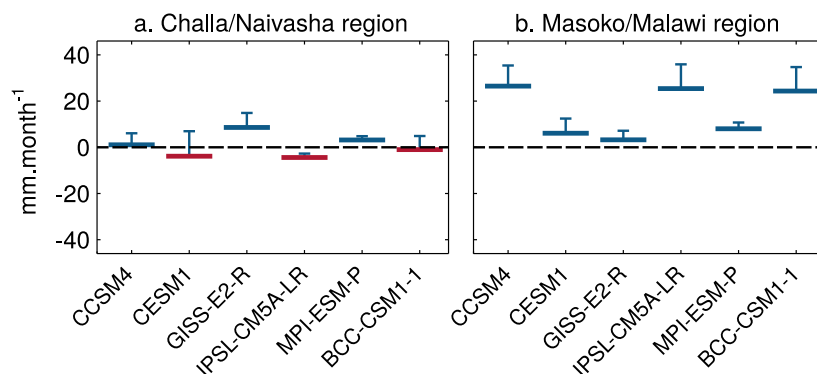 a. Challa/Naivasha region
b. Masoko/Malawi region
mm.month⁻¹
40
20
0
-20
-40
CCSM4
CESM1
GISS-E2-R
IPSL-CM5A-LR
MPI-ESM-P
BCC-CSM1-1
CCSM4
CESM1
GISS-E2-R
IPSL-CM5A-LR
MPI-ESM-P
BCC-CSM1-1